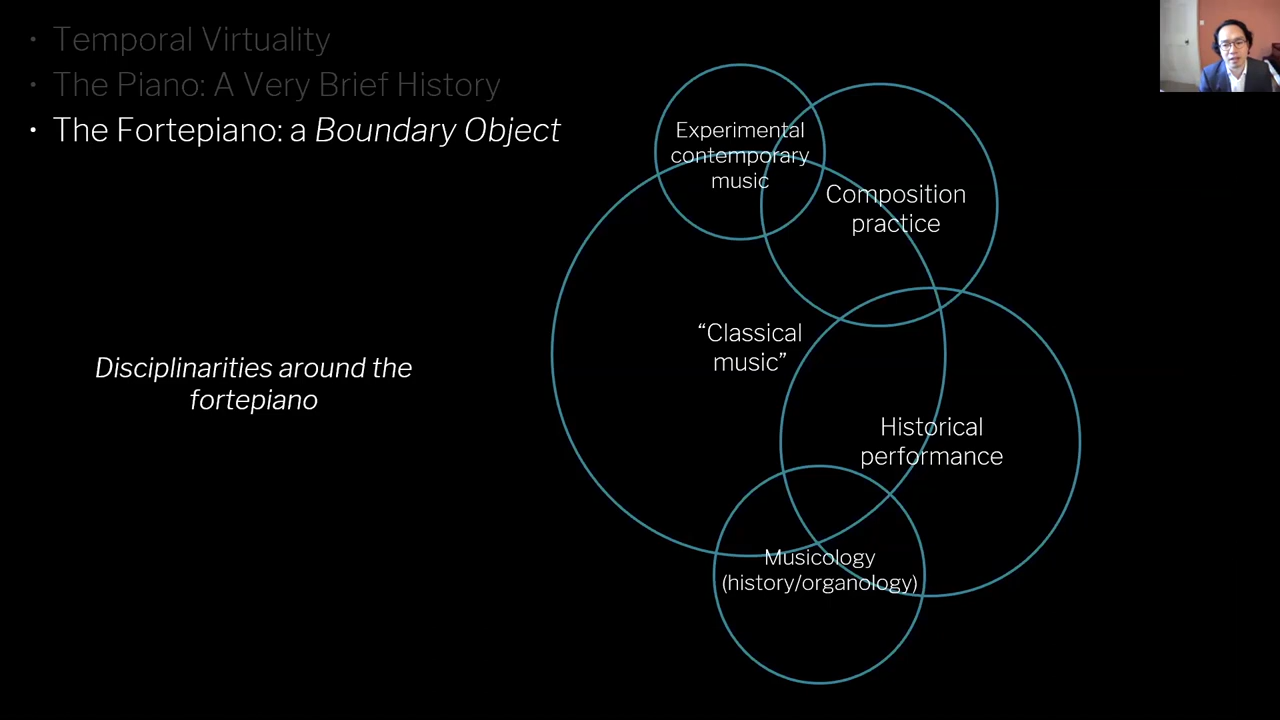 • Temporal Virtuality
• The Piano: A Very Brief History
• The Fortepiano: a Boundary Object
Experimental
contemporary
music
Composition
practice
“Classical
music”
Disciplinarities around the
fortepiano
Historical
performance
Musicology
(history/organology)